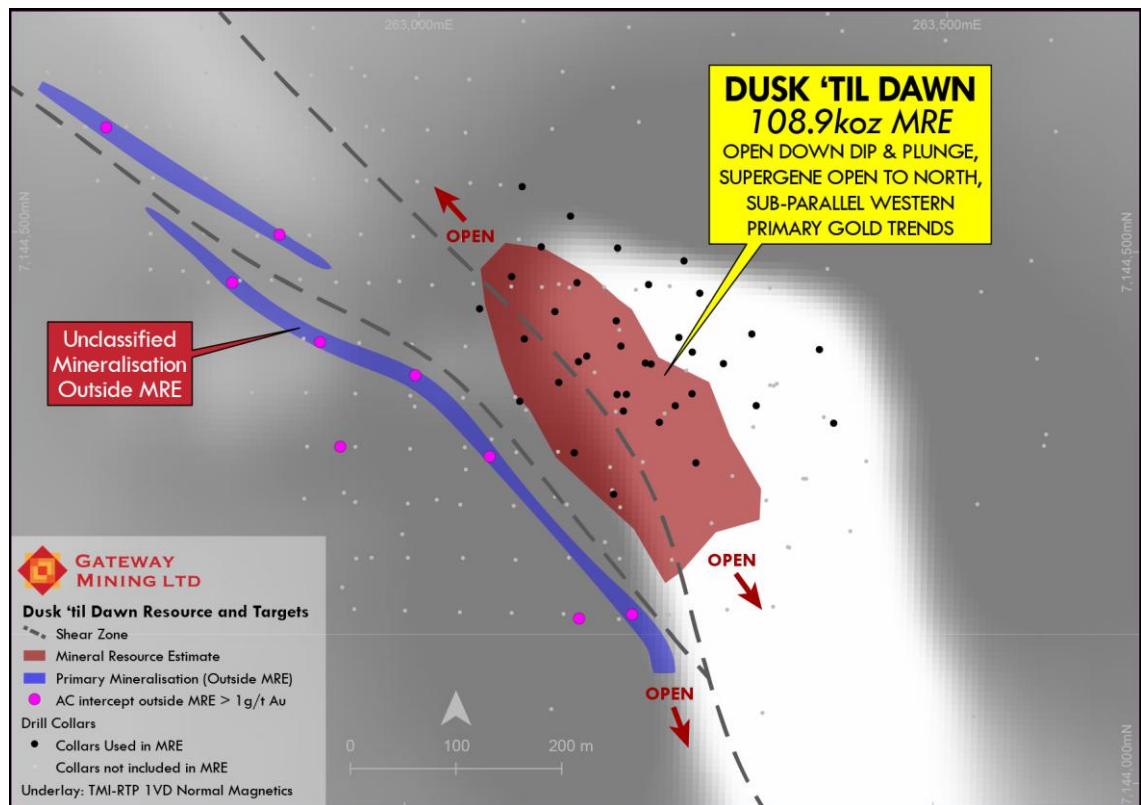 263,000mE
263,500mE
DUSK ‘TIL DAWN
108.9koz MRE
OPEN DOWN DIP & PLUNGE,
SUPERGENE OPEN TO NORTH,
SUB-PARALLEL WESTERN
PRIMARY GOLD TRENDS
7,144,500mN
7,144,500mN
OPEN
Unclassified
Mineralisation
Outside MRE
OPEN
OPEN
GATEWAY
MINING LTD
Dusk ‘til Dawn Resource and Targets
Shear Zone
Mineral Resource Estimate
Primary Mineralisation (Outside MRE)
AC intercept outside MRE > 1g/t Au
Drill Collars
Collars Used in MRE
Collars not included in MRE
Underlay: TMI-RTP 1VD Normal Magnetics
0
100
200 m
7,144,000mN